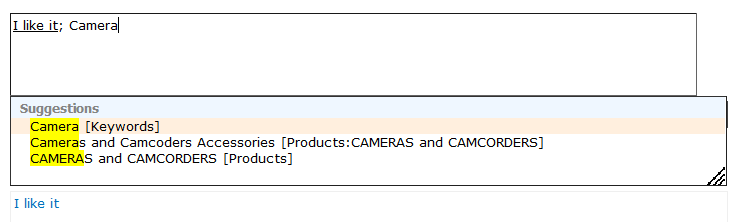 I like it; Camera
Suggestions
Camera [Keywords]
Cameras and Camcoders Accessories [Products:CAMERAS and CAMCORDERS]
CAMERAS and CAMCORDERS [Products]
I like it